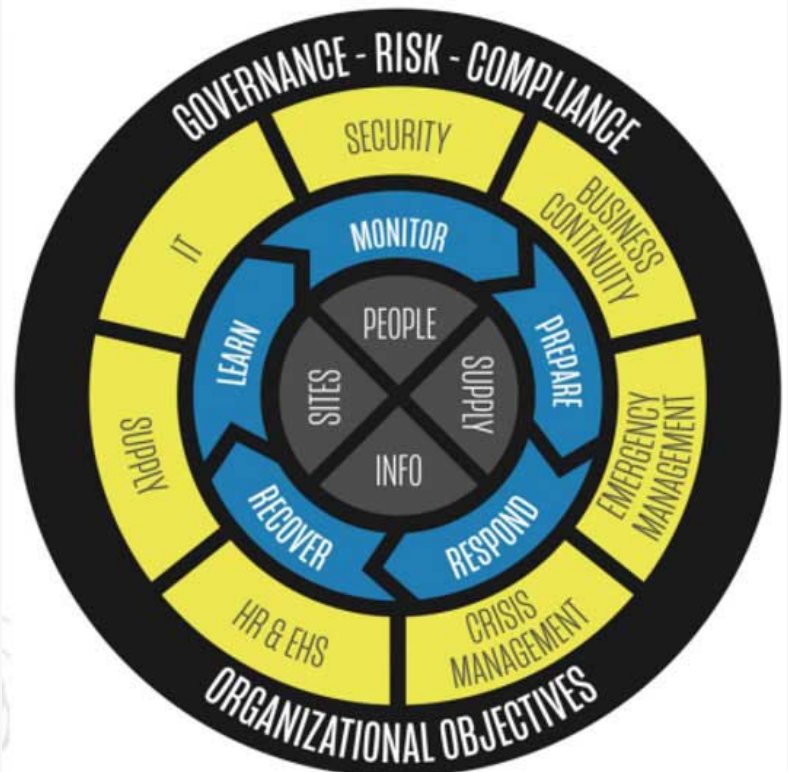 GOVERNANCE - RISK - COMPLIANCE
SECURITY
BUSINESS
CONTINUITY
EMERGENCY
MANAGEMENT
CRISIS
MANAGEMENT
HR & EHS
SUPPLY
IT
MONITOR
PREPARE
RESPOND
RECOVER
LEARN
PEOPLE
SUPPLY
INFO
SITES
ORGANIZATIONAL OBJECTIVES